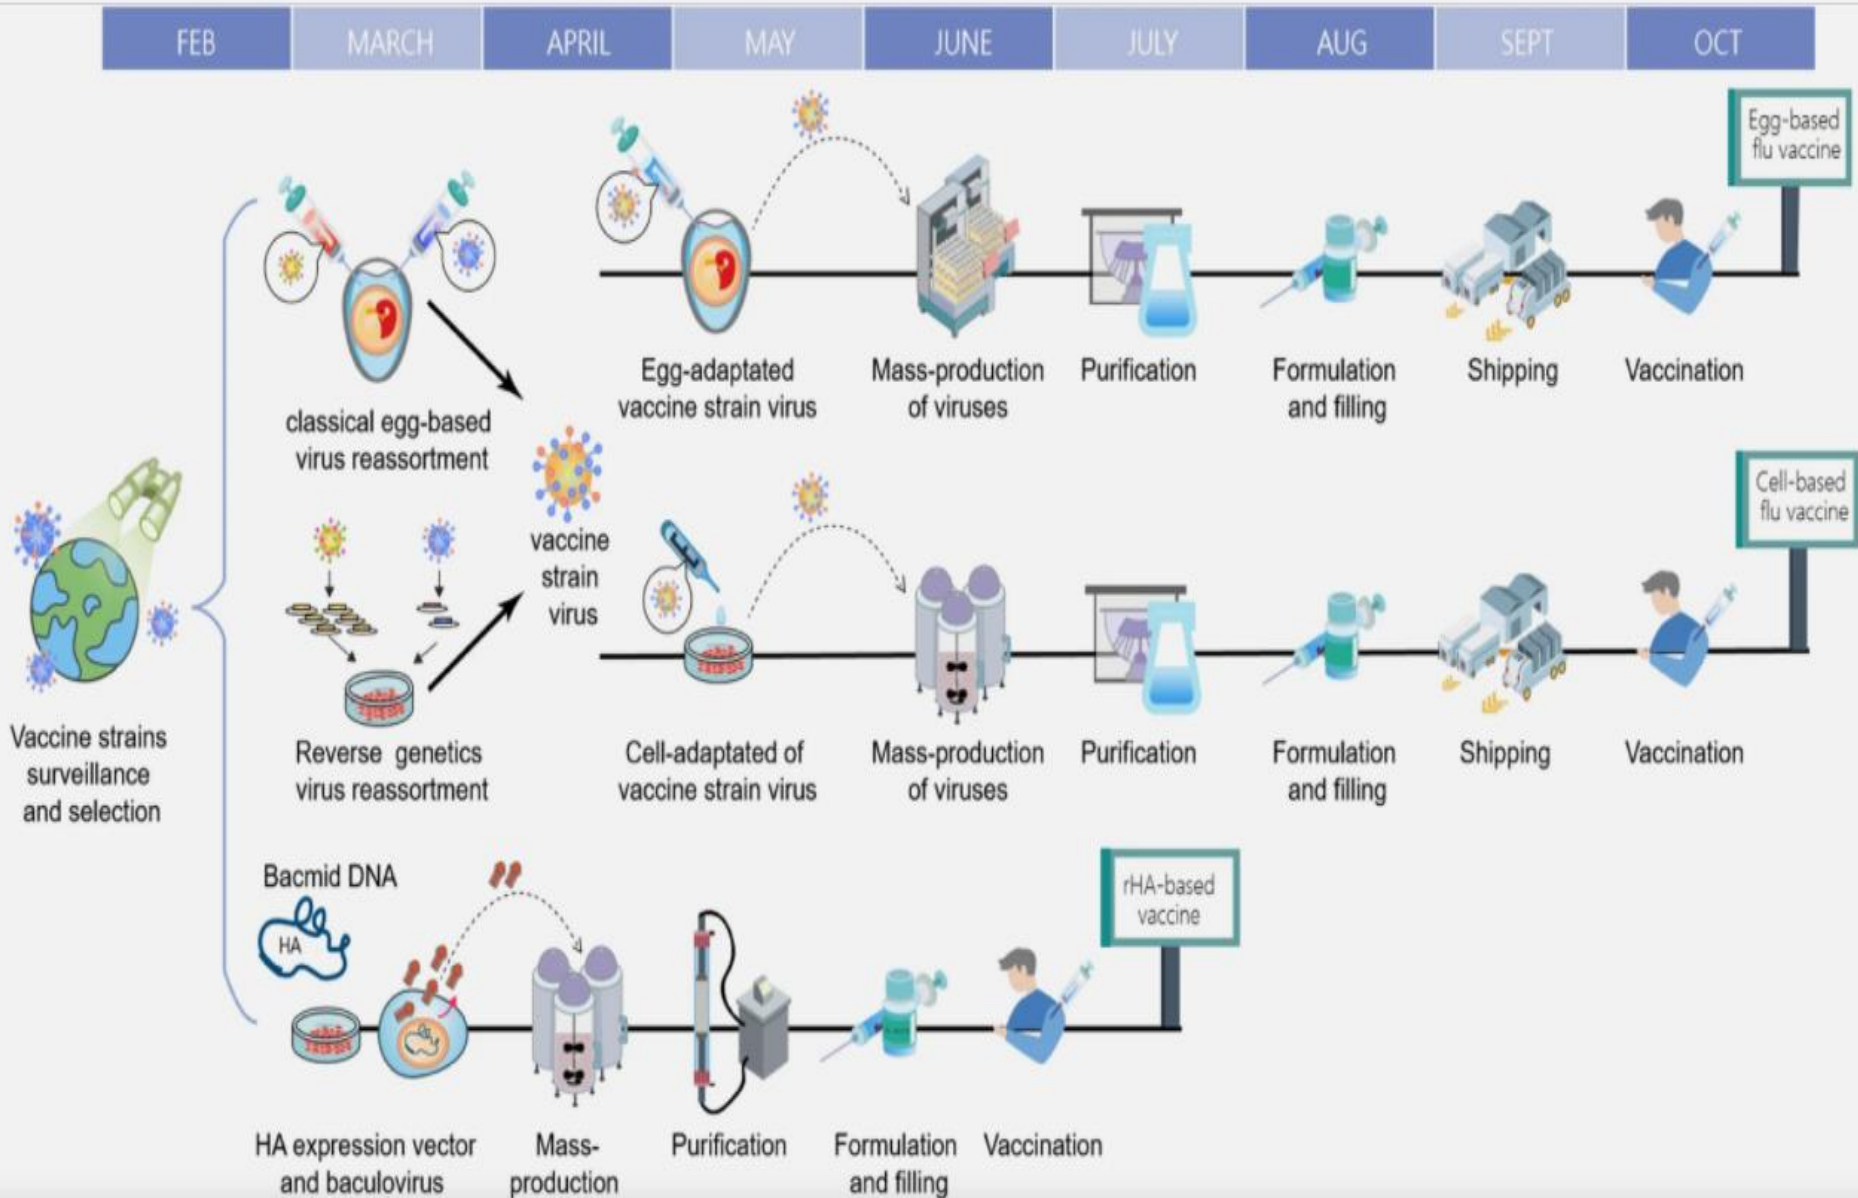 FEB
MARCH
APRIL
MAY
JUNE
JULY
AUG
SEPT
OCT
Egg-based
flu vaccine
classical egg-based
virus reassortment
Egg-adaptated
vaccine strain virus
Mass-production
of viruses
Purification
Formulation
and filling
Shipping
Vaccination
vaccine
strain
virus
Cell-based
flu vaccine
Vaccine strains
surveillance
and selection
Reverse genetics
virus reassortment
Cell-adaptated of
vaccine strain virus
Mass-production
of viruses
Purification
Formulation
and filling
Shipping
Vaccination
Bacmid DNA
HA
rHA-based
vaccine
HA expression vector
and baculovirus
Mass-
production
Purification
Formulation
and filling
Vaccination